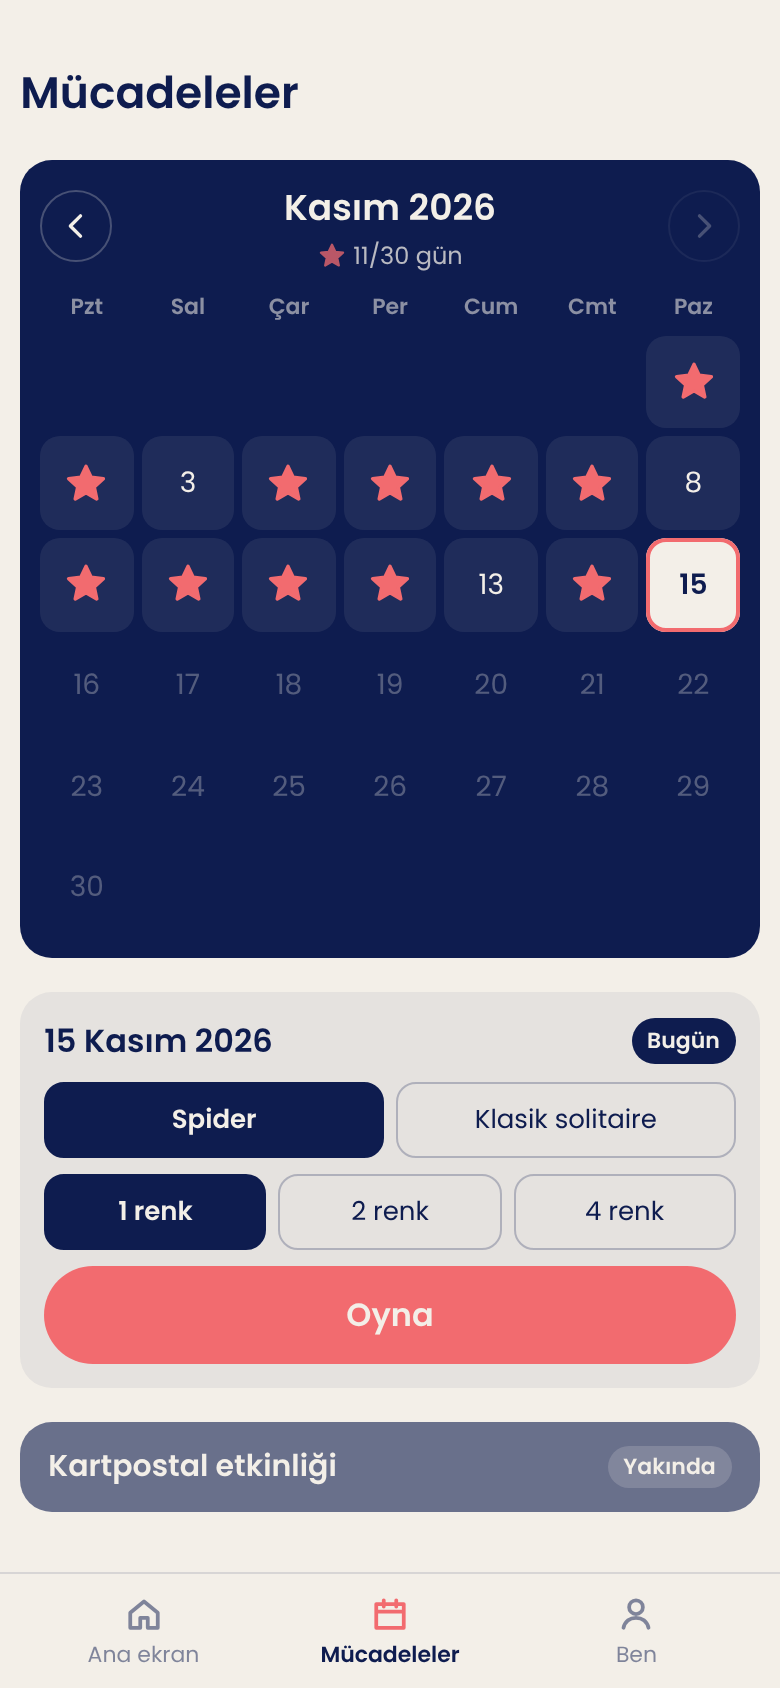 Mücadeleler
Kasım 2026
11/30 gün
Pzt Sal Çar Per Cum Cmt Paz
3 8
13 15
16 17 18 19 20 21 22
23 24 25 26 27 28 29
30
15 Kasım 2026 Bugün
Spider Klasik solitaire
1 renk 2 renk 4 renk
Oyna
Kartpostal etkinliği Yakında
Ana ekran Mücadeleler Ben